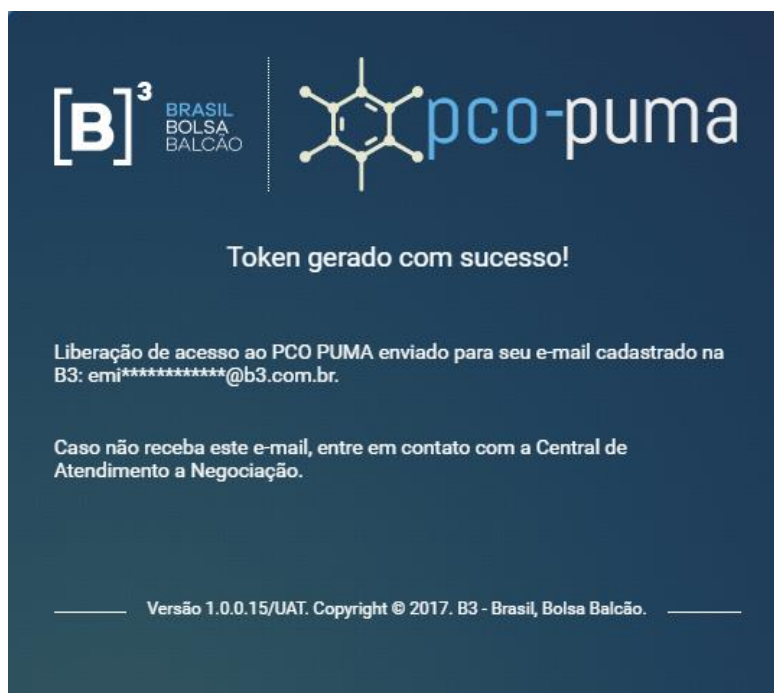 [B]³ BRASIL
BOLSA
BALCÃO
pco-puma
Token gerado com sucesso!
Liberação de acesso ao PCO PUMA enviado para seu e-mail cadastrado na
B3: emi************@b3.com.br.
Caso não receba este e-mail, entre em contato com a Central de
Atendimento a Negociação.
Versão 1.0.0.15/UAT. Copyright © 2017. B3 - Brasil, Bolsa Balcão.